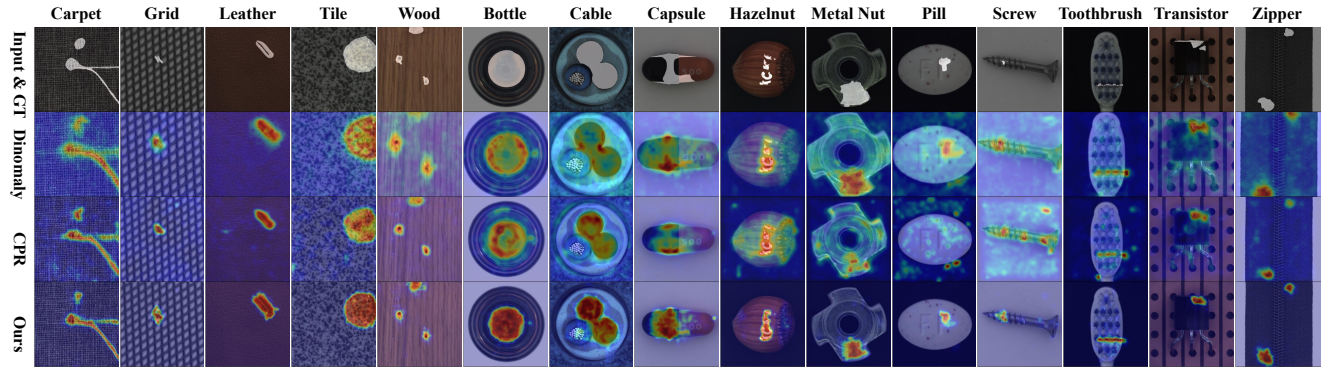 Carpet Grid Leather Tile Wood Bottle Cable Capsule Hazelnut Metal Nut Pill Screw Toothbrush Transistor Zipper
Input & GT
Dinomaly
CPR
Ours